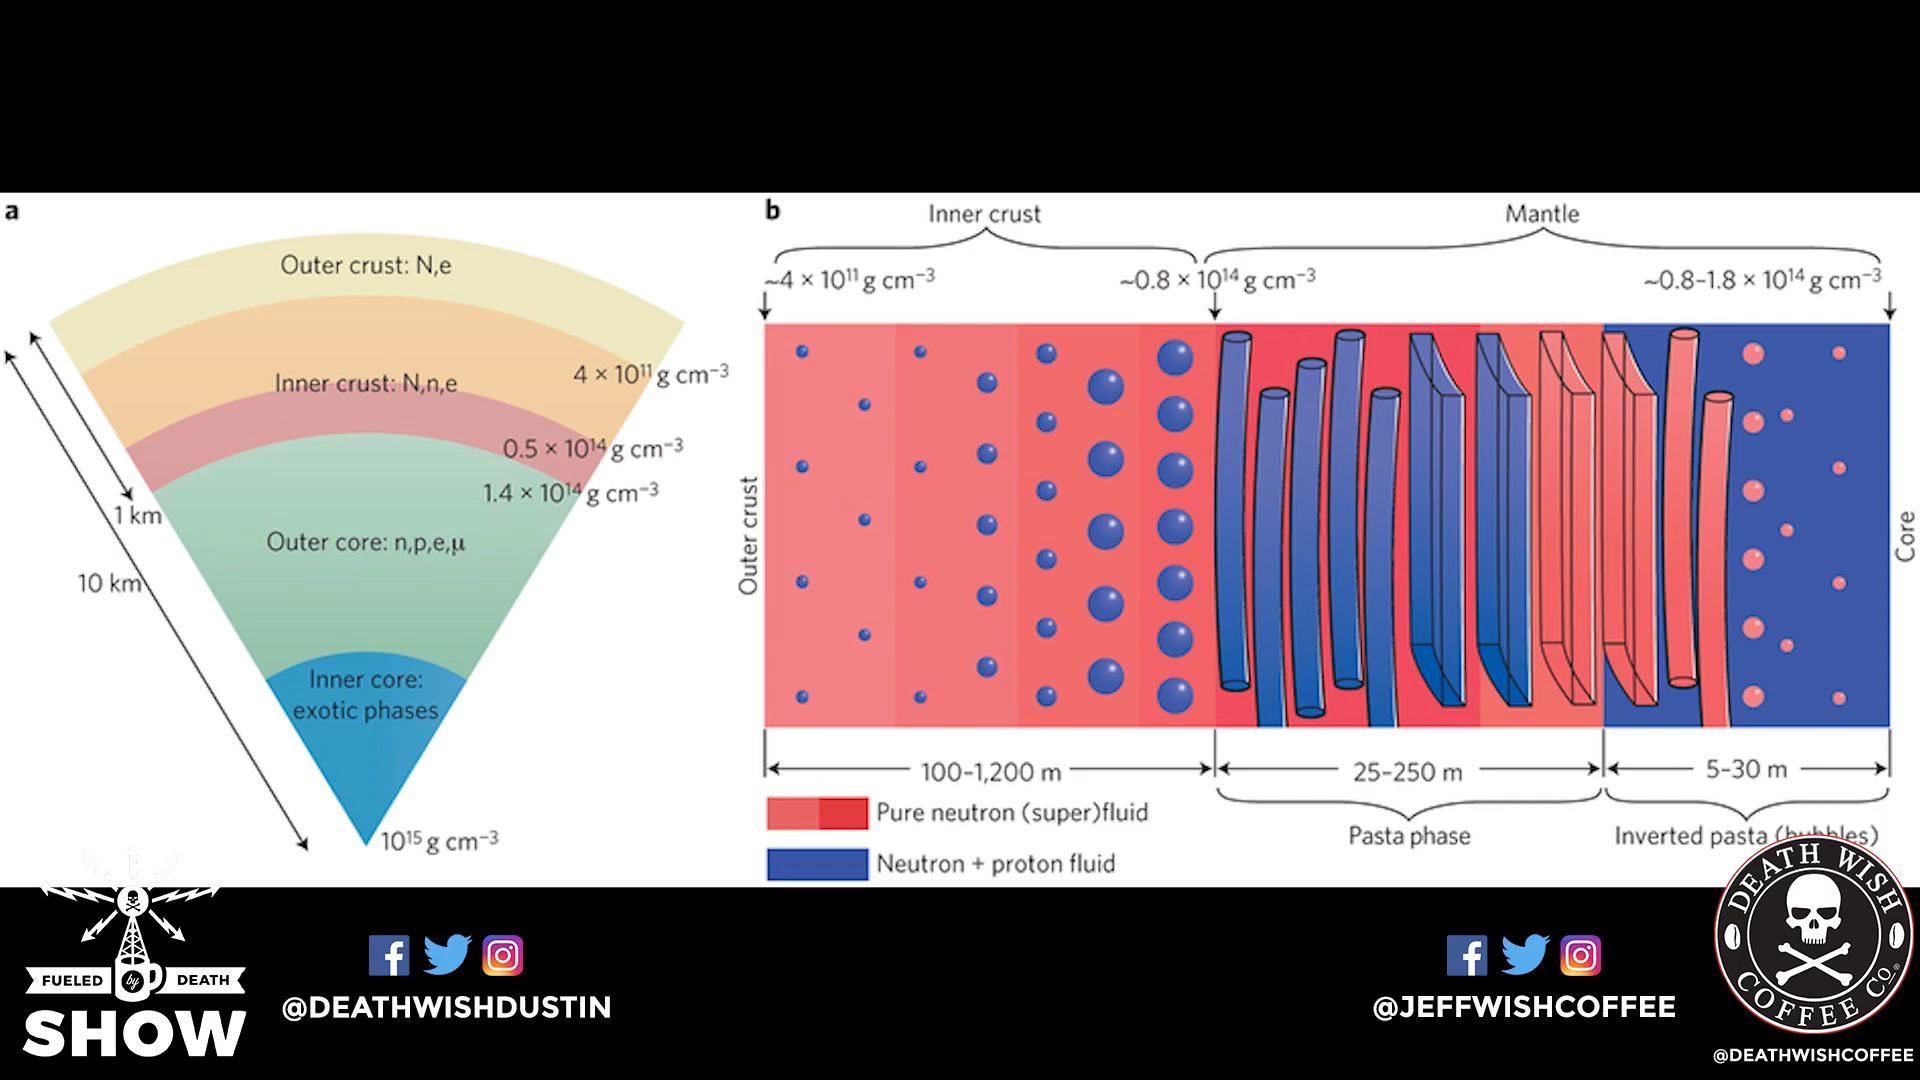 a
Outer crust: N,e
4 × 10¹¹ g cm⁻³
Inner crust: N,n,e
0.5 × 10¹⁴ g cm⁻³
1.4 × 10¹⁴ g cm⁻³
1 km
Outer core: n,p,e,μ
10 km
Inner core:
exotic phases
10¹⁵ g cm⁻³
b
Inner crust
Mantle
~4 × 10¹¹ g cm⁻³
~0.8 × 10¹⁴ g cm⁻³
~0.8–1.8 × 10¹⁴ g cm⁻³
Outer crust
Core
100–1,200 m
25–250 m
5–30 m
Pure neutron (super)fluid
Neutron + proton fluid
Pasta phase
Inverted pasta (bubbles)
FUELED by DEATH
SHOW
@DEATHWISHDUSTIN
@JEFFWISHCOFFEE
DEATH WISH
COFFEE CO.®
@DEATHWISHCOFFEE